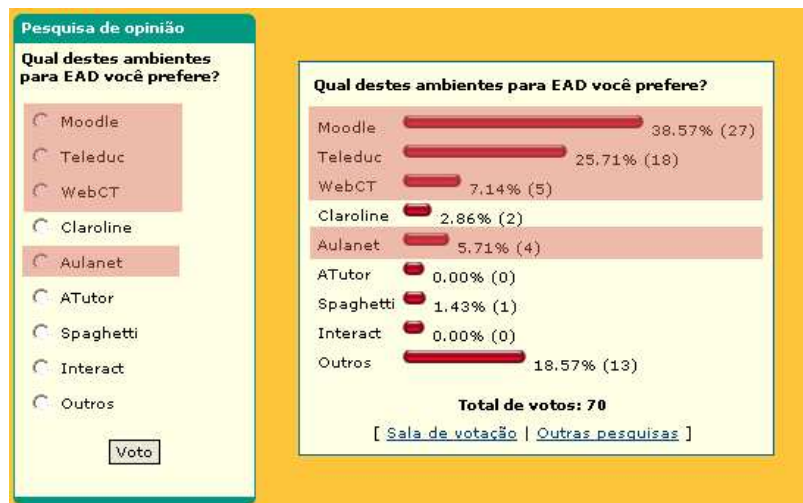 Pesquisa de opinião
Qual destes ambientes
para EAD você prefere?
Moodle
Teleduc
WebCT
Claroline
Aulanet
ATutor
Spaghetti
Interact
Outros
Voto
Qual destes ambientes para EAD você prefere?
Moodle 38.57% (27)
Teleduc 25.71% (18)
WebCT 7.14% (5)
Claroline 2.86% (2)
Aulanet 5.71% (4)
ATutor 0.00% (0)
Spaghetti 1.43% (1)
Interact 0.00% (0)
Outros 18.57% (13)
Total de votos: 70
[ Sala de votação | Outras pesquisas ]